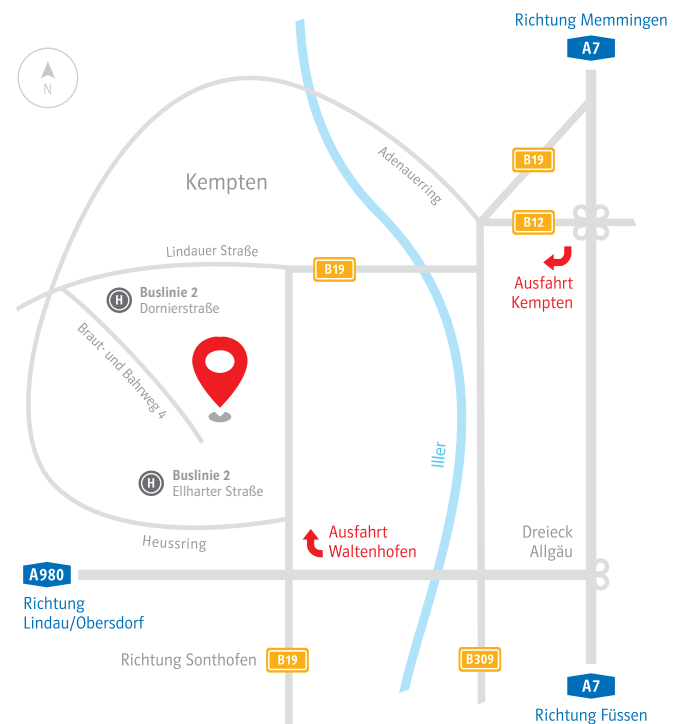 Richtung Memmingen
A7
N
Adenauerring
B19
Kempten
B12
Lindauer Straße
B19
Ausfahrt
Kempten
H
Buslinie 2
Dornierstraße
Braut- und Bahrweg 4
Iller
H
Buslinie 2
Ellharter Straße
Heussring
Ausfahrt
Waltenhofen
Dreieck
Allgäu
A980
Richtung
Lindau/Obersdorf
Richtung Sonthofen
B19
B309
A7
Richtung Füssen